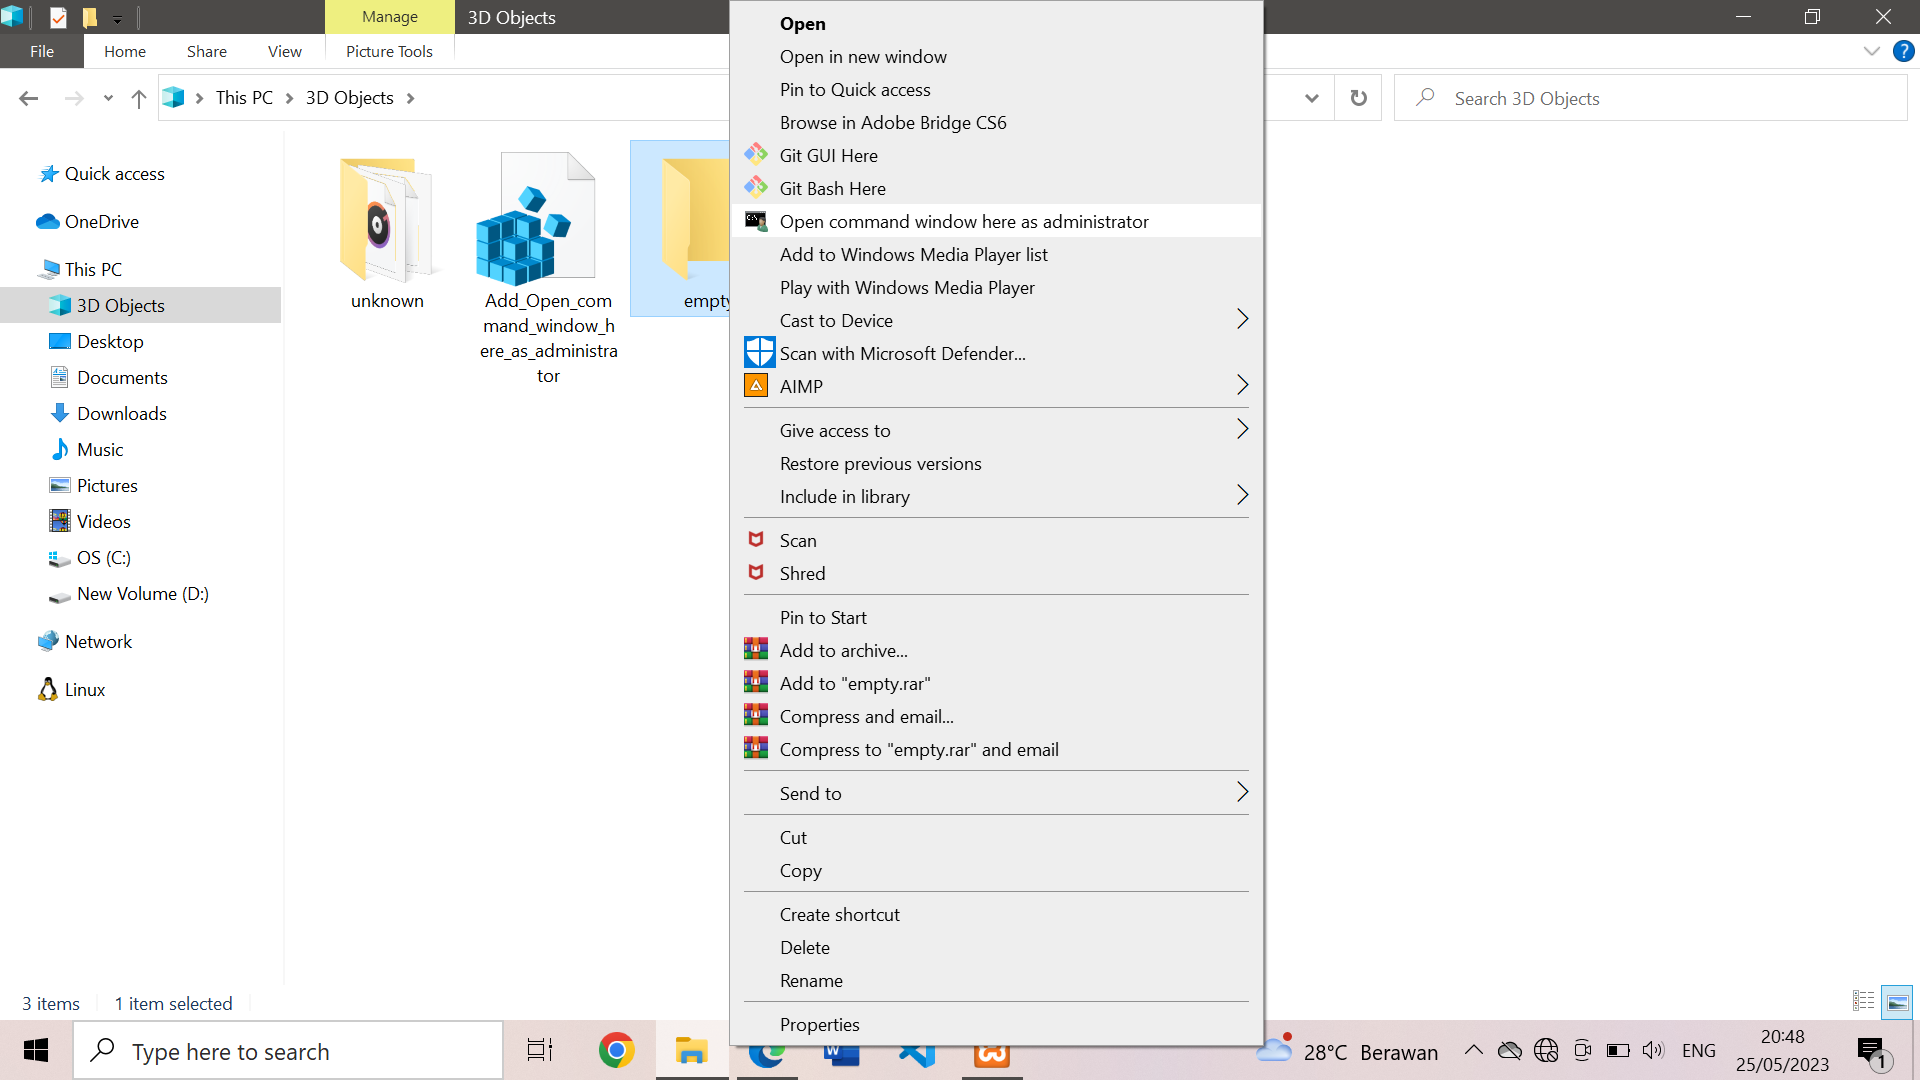 Manage
3D Objects
File
Home
Share
View
Picture Tools
This PC
3D Objects
Search 3D Objects
Quick access
OneDrive
This PC
3D Objects
Desktop
Documents
Downloads
Music
Pictures
Videos
OS (C:)
New Volume (D:)
Network
Linux
unknown
Add_Open_com
mand_window_h
ere_as_administra
tor
empty
Open
Open in new window
Pin to Quick access
Browse in Adobe Bridge CS6
Git GUI Here
Git Bash Here
Open command window here as administrator
Add to Windows Media Player list
Play with Windows Media Player
Cast to Device
Scan with Microsoft Defender...
AIMP
Give access to
Restore previous versions
Include in library
Scan
Shred
Pin to Start
Add to archive...
Add to "empty.rar"
Compress and email...
Compress to "empty.rar" and email
Send to
Cut
Copy
Create shortcut
Delete
Rename
Properties
3 items
1 item selected
Type here to search
28°C Berawan
ENG
20:48
25/05/2023
1